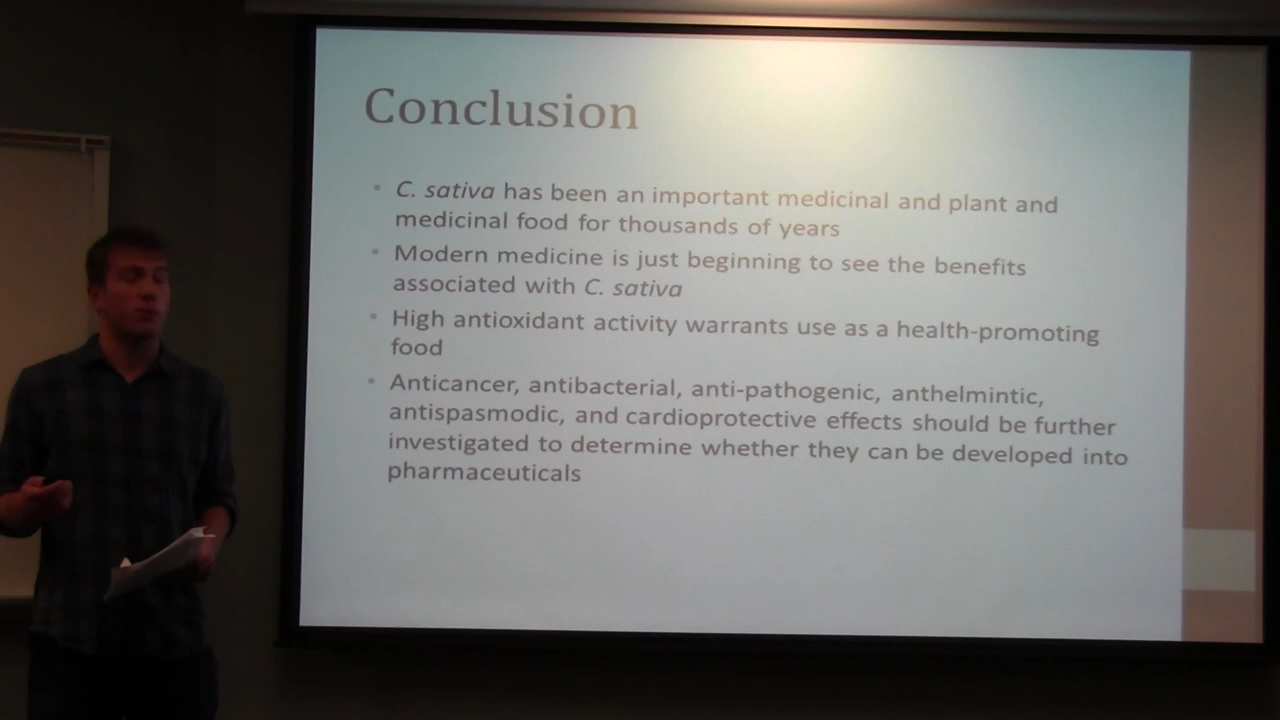 Conclusion
• C. sativa has been an important medicinal and plant and
medicinal food for thousands of years
• Modern medicine is just beginning to see the benefits
associated with C. sativa
• High antioxidant activity warrants use as a health-promoting
food
• Anticancer, antibacterial, anti-pathogenic, anthelmintic,
antispasmodic, and cardioprotective effects should be further
investigated to determine whether they can be developed into
pharmaceuticals